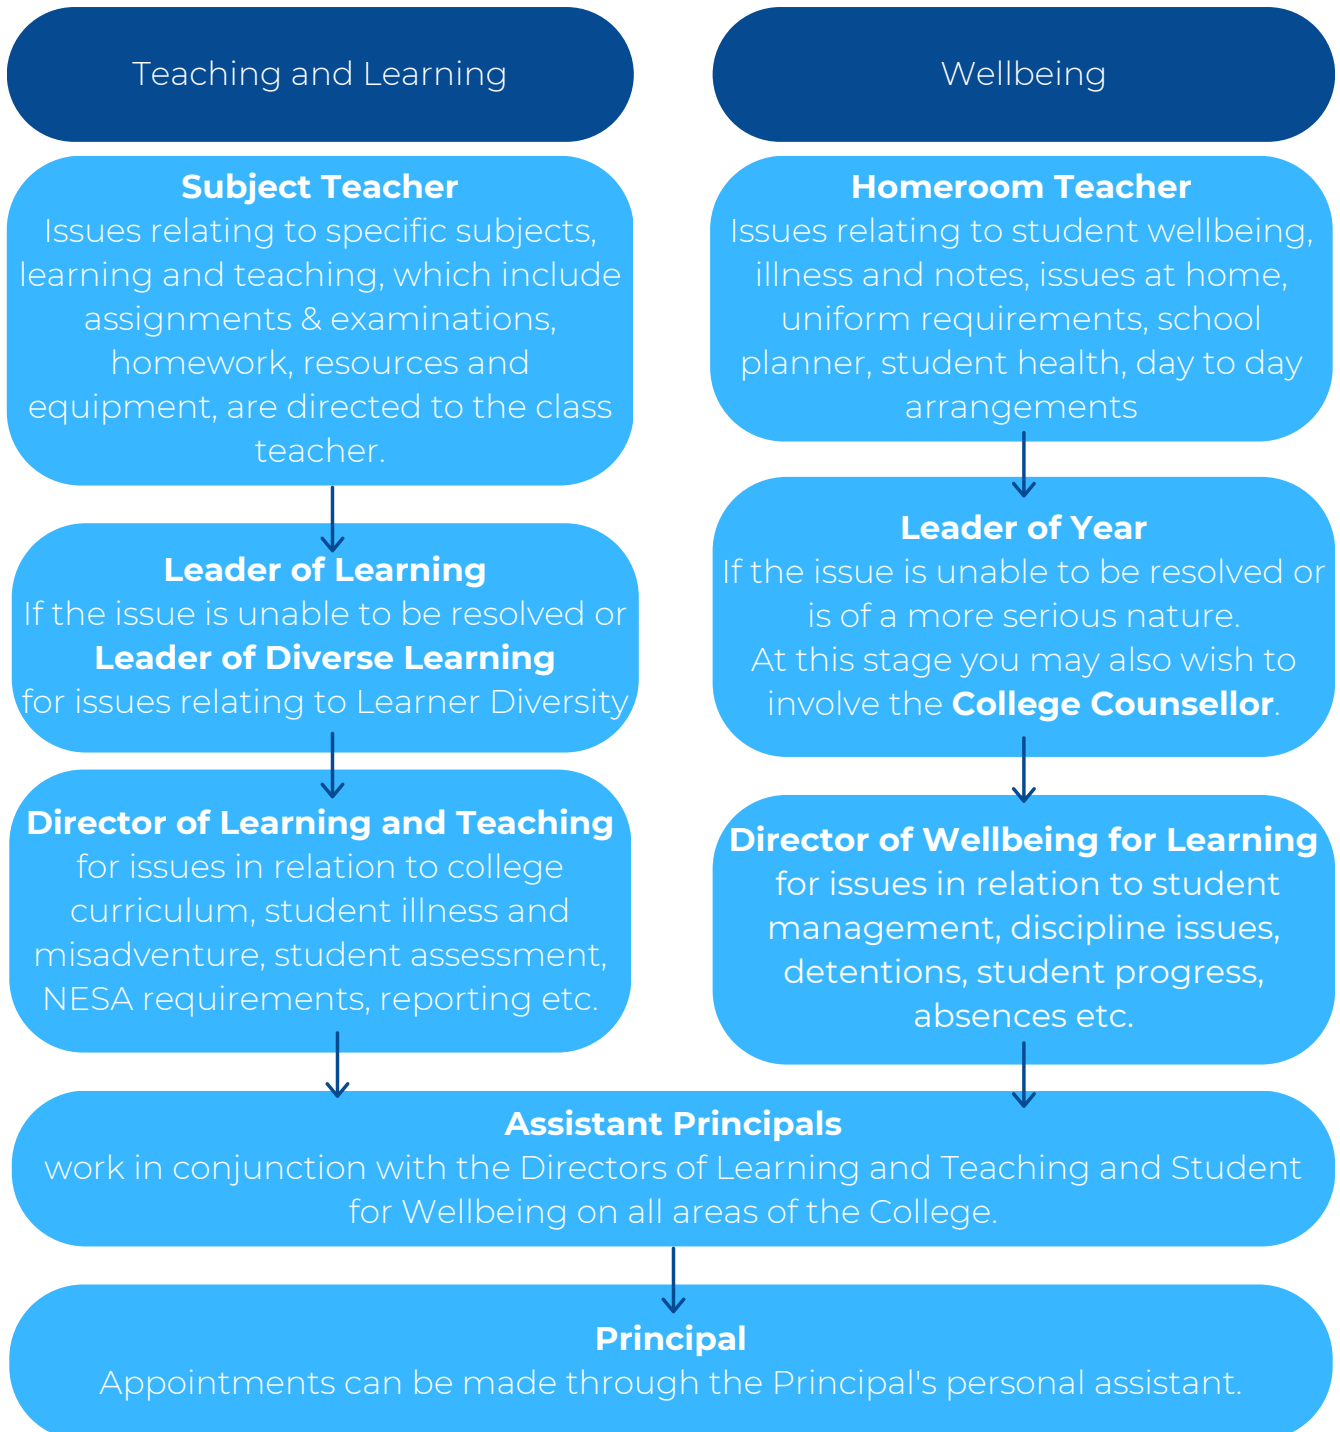 Teaching and Learning
Subject Teacher
Issues relating to specific subjects,
learning and teaching, which include
assignments & examinations,
homework, resources and
equipment, are directed to the class
teacher.
Leader of Learning
If the issue is unable to be resolved or
Leader of Diverse Learning
for issues relating to Learner Diversity
Director of Learning and Teaching
for issues in relation to college
curriculum, student illness and
misadventure, student assessment,
NESA requirements, reporting etc.
Wellbeing
Homeroom Teacher
Issues relating to student wellbeing,
illness and notes, issues at home,
uniform requirements, school
planner, student health, day to day
arrangements
Leader of Year
If the issue is unable to be resolved or
is of a more serious nature.
At this stage you may also wish to
involve the College Counsellor.
Director of Wellbeing for Learning
for issues in relation to student
management, discipline issues,
detentions, student progress,
absences etc.
Assistant Principals
work in conjunction with the Directors of Learning and Teaching and Student
for Wellbeing on all areas of the College.
Principal
Appointments can be made through the Principal's personal assistant.